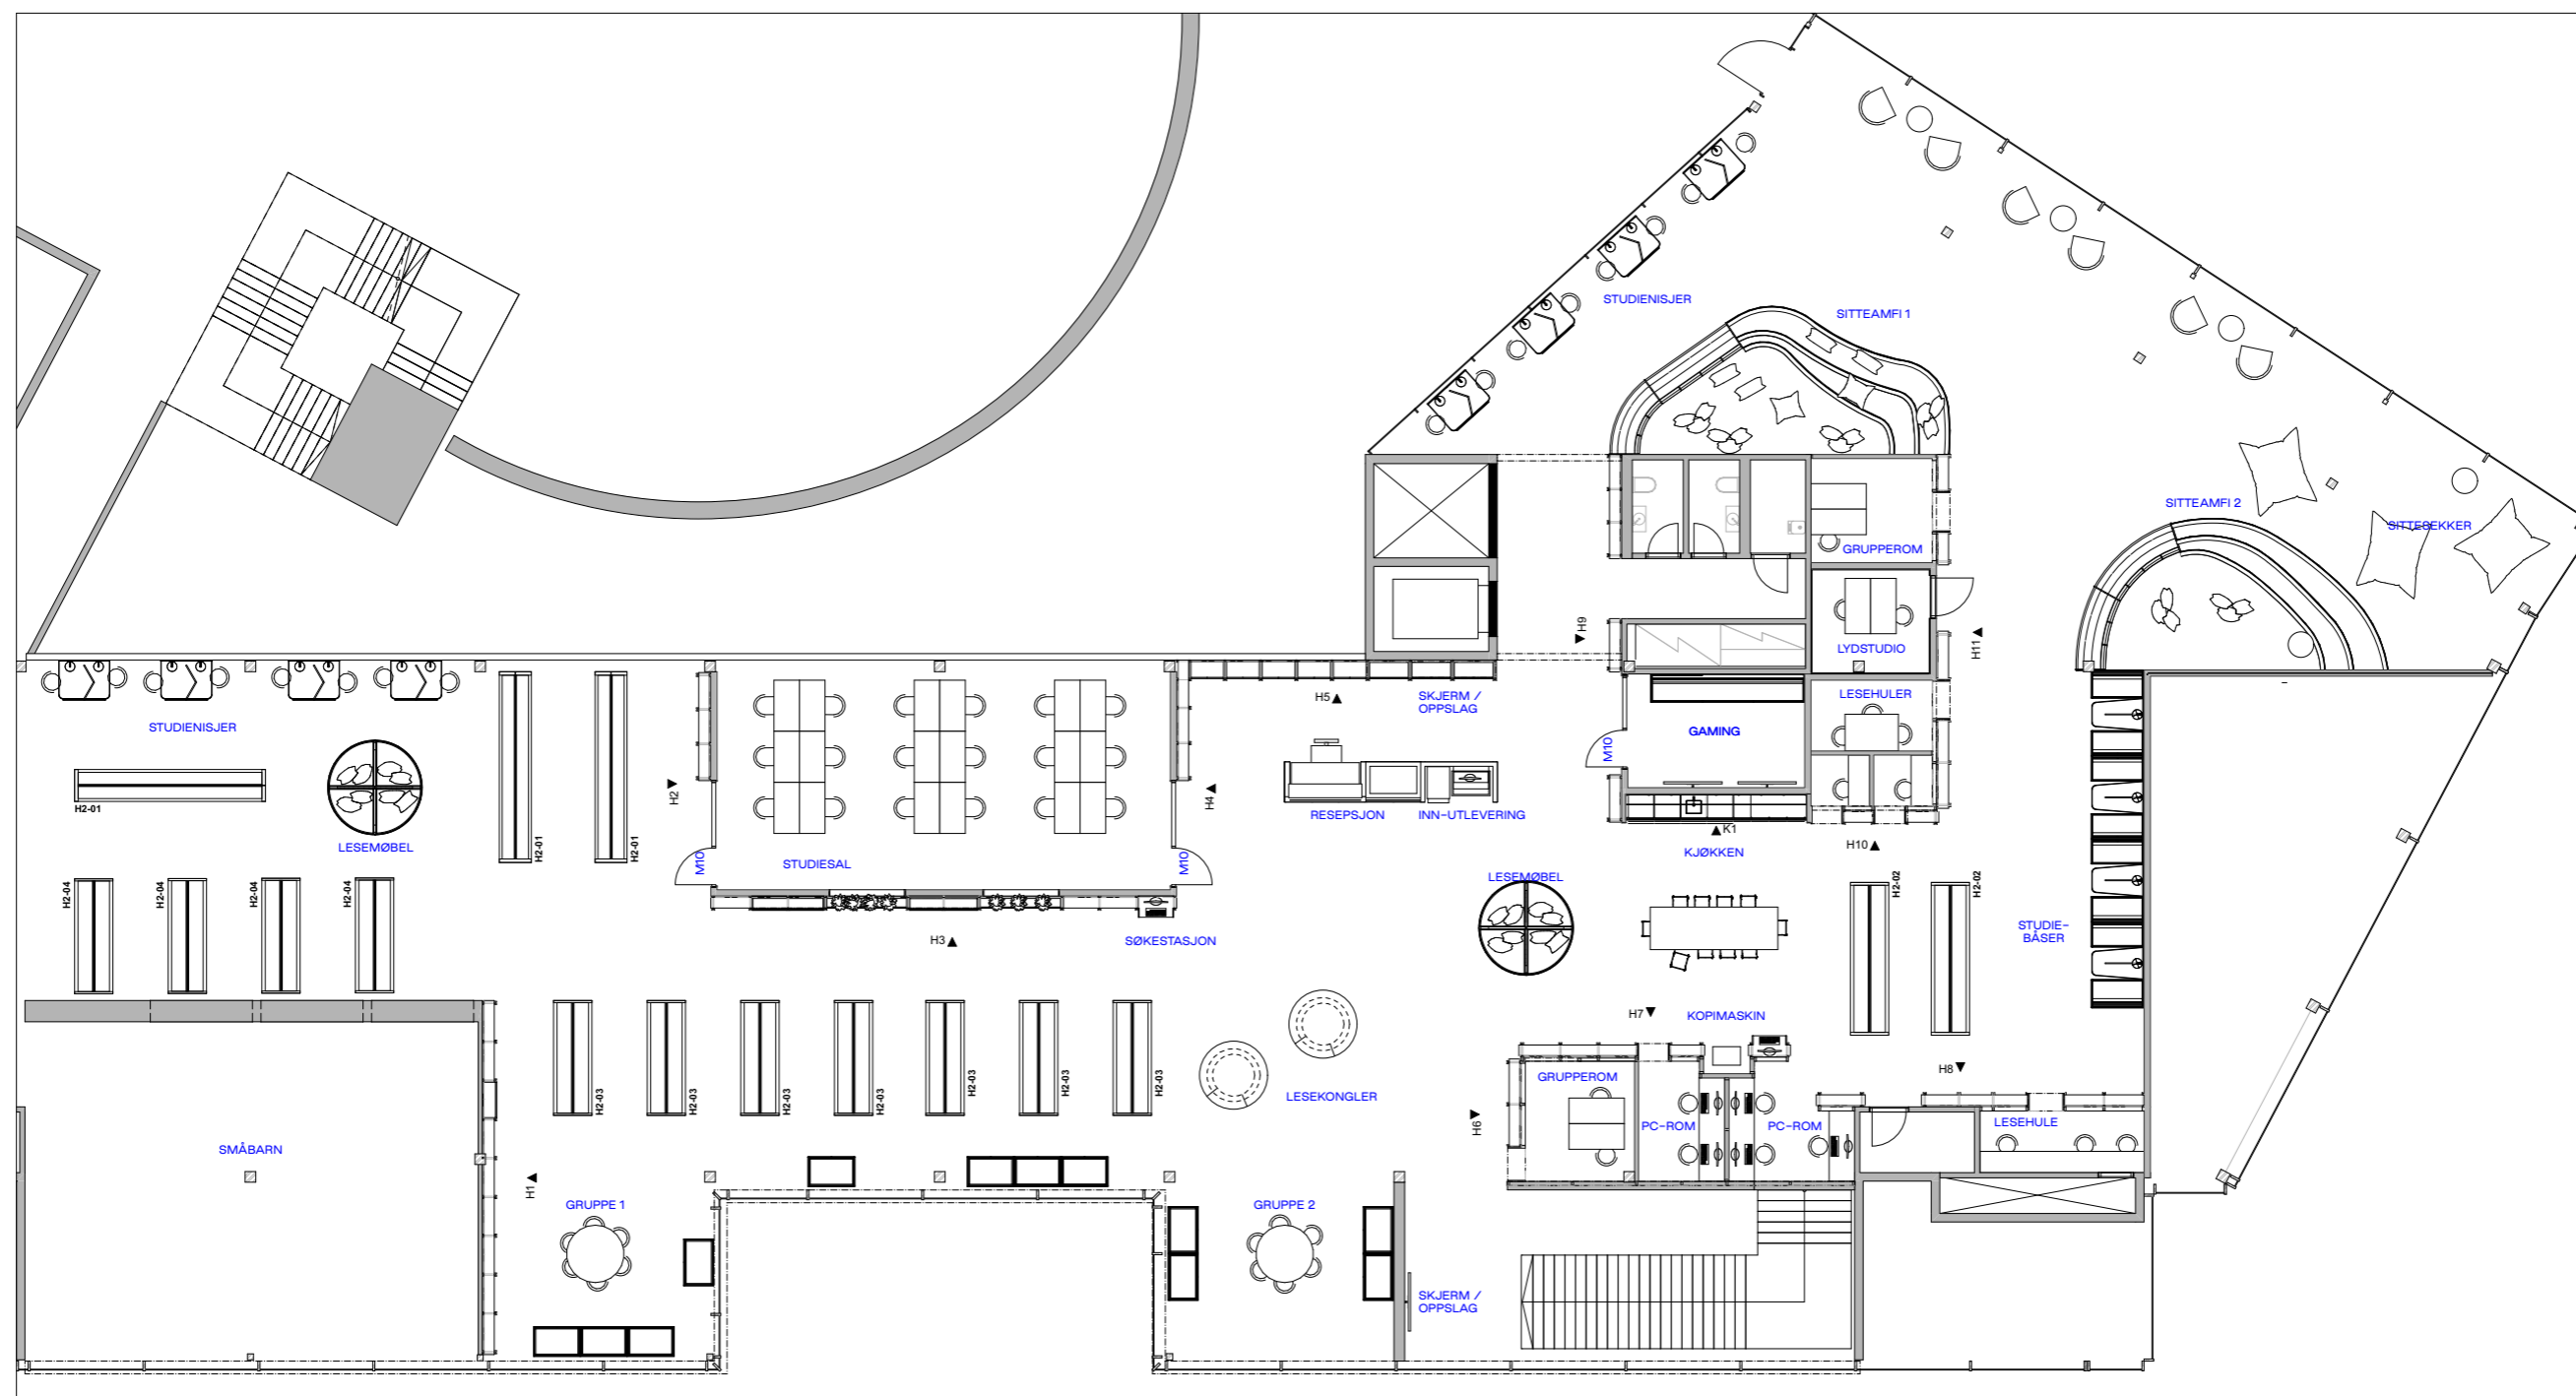 STUDIENISJER
SITTEAMFI 1
SITTEAMFI 2
SITTESEKKER
GRUPPEROM
H9
H11
LYDSTUDIO
LESEHULER
H5
SKJERM /
OPPSLAG
STUDIENISJER
GAMING
M10
H2
H4
H2-01
RESEPSJON
INN-UTLEVERING
K1
KJØKKEN
H10
LESEMØBEL
H2-01
H2-01
M10
STUDIESAL
M10
LESEMØBEL
H2-04
H2-04
H2-04
H2-04
H2-02
H2-02
STUDIE-
BÅSER
H3
SØKESTASJON
H7
KOPIMASKIN
H8
GRUPPEROM
LESEKONGLER
H2-03
H2-03
H2-03
H2-03
H2-03
H2-03
H2-03
H6
PC-ROM
PC-ROM
LESEHULE
SMÅBARN
H1
GRUPPE 1
GRUPPE 2
SKJERM /
OPPSLAG